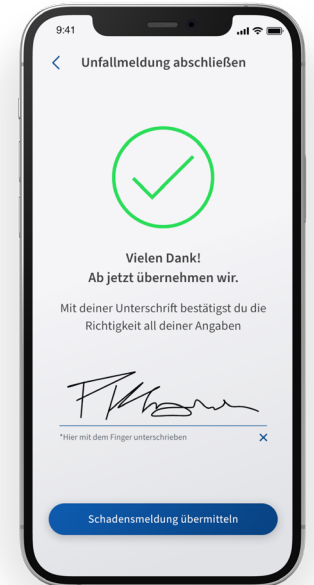 9:41
Unfallmeldung abschließen
Vielen Dank!
Ab jetzt übernehmen wir.
Mit deiner Unterschrift bestätigst du die
Richtigkeit all deiner Angaben
*Hier mit dem Finger unterschrieben
Schadensmeldung übermitteln